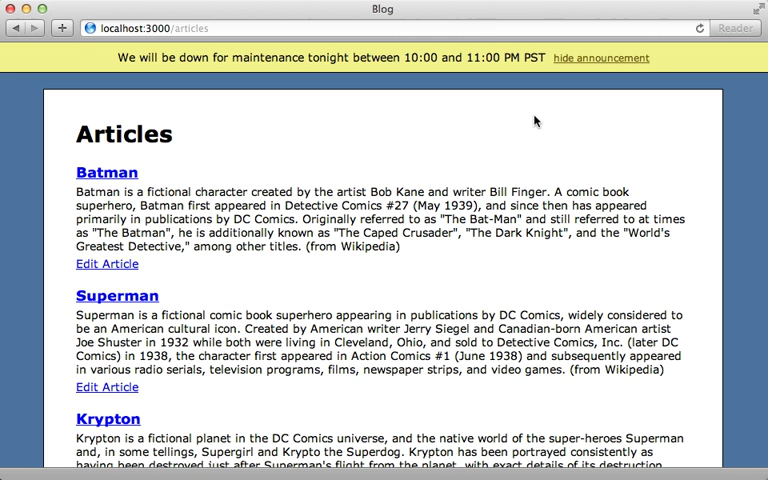 Blog
localhost:3000/articles
Reader
We will be down for maintenance tonight between 10:00 and 11:00 PM PST hide announcement
Articles
Batman
Batman is a fictional character created by the artist Bob Kane and writer Bill Finger. A comic book
superhero, Batman first appeared in Detective Comics #27 (May 1939), and since then has appeared
primarily in publications by DC Comics. Originally referred to as "The Bat-Man" and still referred to at times
as "The Batman", he is additionally known as "The Caped Crusader", "The Dark Knight", and the "World's
Greatest Detective," among other titles. (from Wikipedia)
Edit Article
Superman
Superman is a fictional comic book superhero appearing in publications by DC Comics, widely considered to
be an American cultural icon. Created by American writer Jerry Siegel and Canadian-born American artist
Joe Shuster in 1932 while both were living in Cleveland, Ohio, and sold to Detective Comics, Inc. (later DC
Comics) in 1938, the character first appeared in Action Comics #1 (June 1938) and subsequently appeared
in various radio serials, television programs, films, newspaper strips, and video games. (from Wikipedia)
Edit Article
Krypton
Krypton is a fictional planet in the DC Comics universe, and the native world of the super-heroes Superman
and, in some tellings, Supergirl and Krypto the Superdog. Krypton has been portrayed consistently as
having been destroyed just after Superman's flight from the planet, with exact details of its destruction